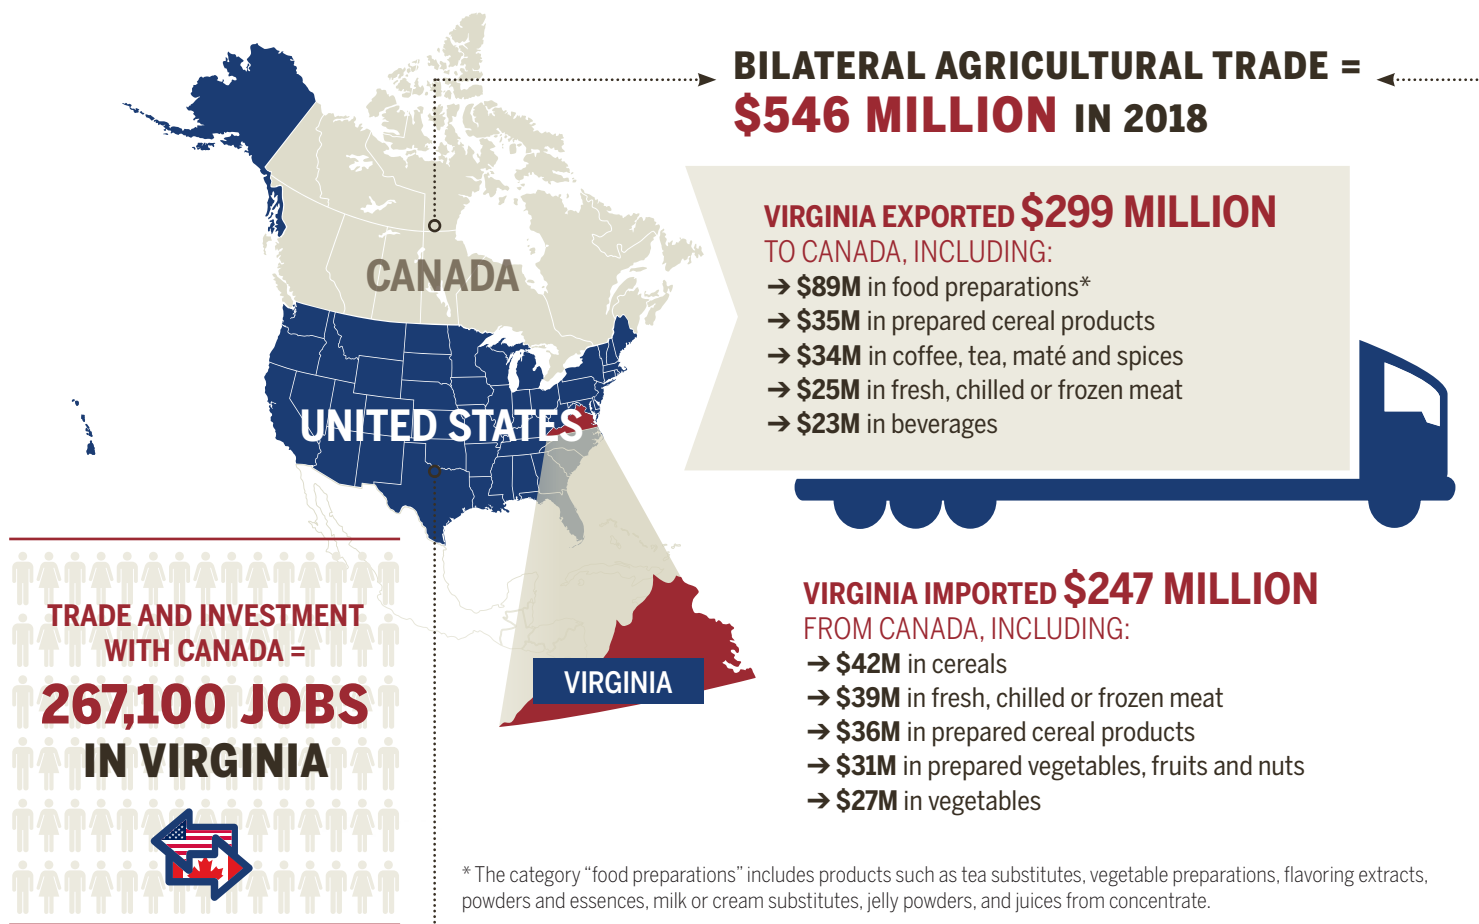 BILATERAL AGRICULTURAL TRADE =
$546 MILLION IN 2018
VIRGINIA EXPORTED $299 MILLION
TO CANADA, INCLUDING:
➔ $89M in food preparations*
➔ $35M in prepared cereal products
➔ $34M in coffee, tea, maté and spices
➔ $25M in fresh, chilled or frozen meat
➔ $23M in beverages
CANADA
UNITED STATES
VIRGINIA
TRADE AND INVESTMENT
WITH CANADA =
267,100 JOBS
IN VIRGINIA
VIRGINIA IMPORTED $247 MILLION
FROM CANADA, INCLUDING:
➔ $42M in cereals
➔ $39M in fresh, chilled or frozen meat
➔ $36M in prepared cereal products
➔ $31M in prepared vegetables, fruits and nuts
➔ $27M in vegetables
* The category “food preparations” includes products such as tea substitutes, vegetable preparations, flavoring extracts,
powders and essences, milk or cream substitutes, jelly powders, and juices from concentrate.